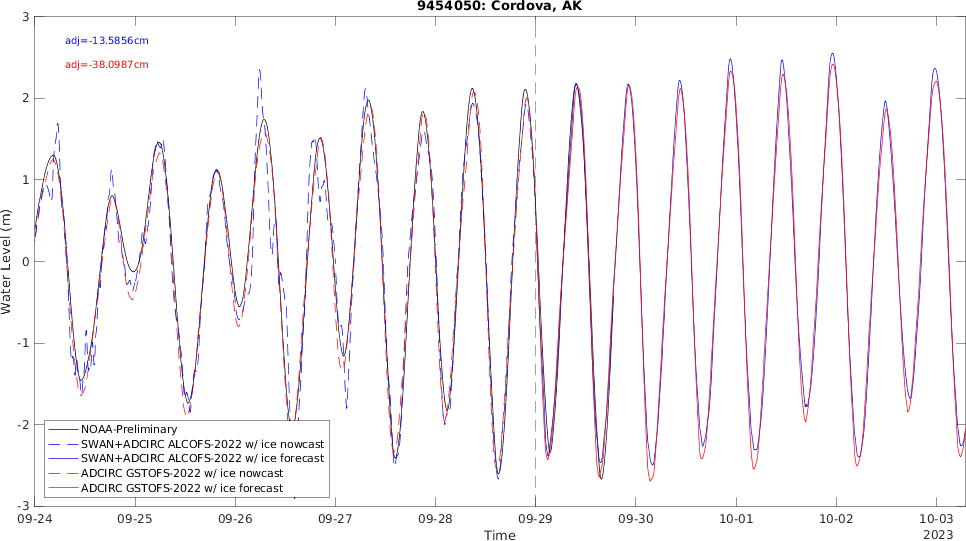 9454050: Cordova, AK
adj=-13.5856cm
adj=-38.0987cm
Water Level (m)
3
2
1
0
-1
-2
-3
NOAA-Preliminary
SWAN+ADCIRC ALCOFS-2022 w/ ice nowcast
SWAN+ADCIRC ALCOFS-2022 w/ ice forecast
ADCIRC GSTOFS-2022 w/ ice nowcast
ADCIRC GSTOFS-2022 w/ ice forecast
09-24 09-25 09-26 09-27 09-28 09-29 09-30 10-01 10-02 10-03
2023
Time